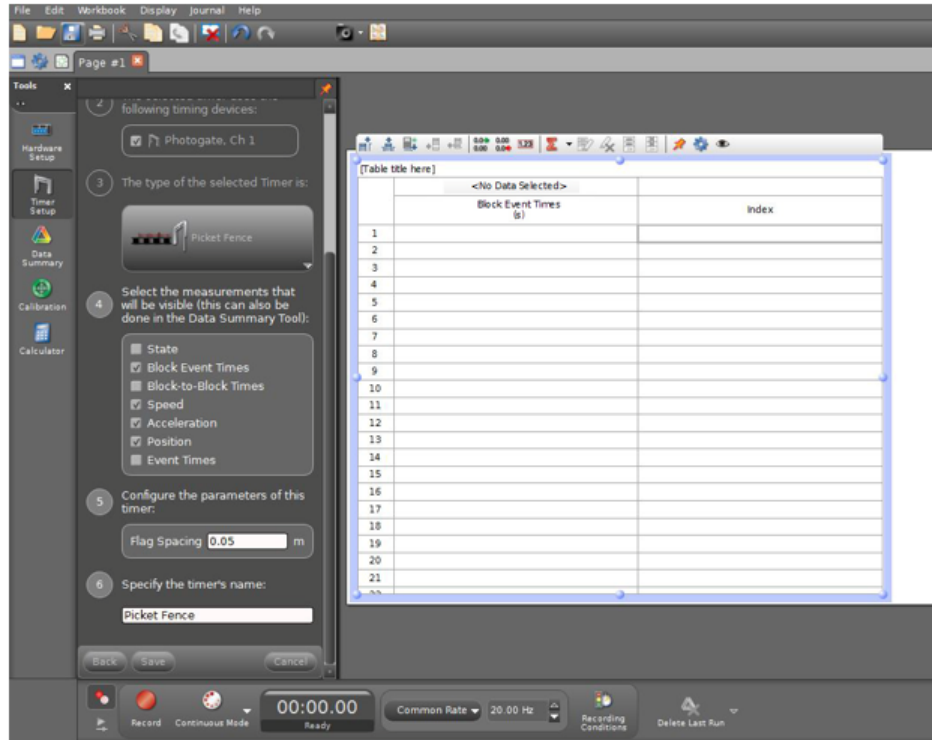 File Edit Workbook Display Journal Help
Page #1
Tools
Hardware
Setup
Timer
Setup
Data
Summary
Calibration
Calculator
2
following timing devices:
Photogate, Ch 1
3 The type of the selected Timer is:
Picket Fence
4 Select the measurements that
will be visible (this can also be
done in the Data Summary Tool):
State
Block Event Times
Block-to-Block Times
Speed
Acceleration
Position
Event Times
5 Configure the parameters of this
timer:
Flag Spacing 0.05 m
6 Specify the timer's name:
Picket Fence
Back Save Cancel
[Table title here]
<No Data Selected>
Block Event Times
(s)
Index
1
2
3
4
5
6
7
8
9
10
11
12
13
14
15
16
17
18
19
20
21
Record Continuous Mode
00:00.00
Ready
Common Rate 20.00 Hz
Recording
Conditions
Delete Last Run